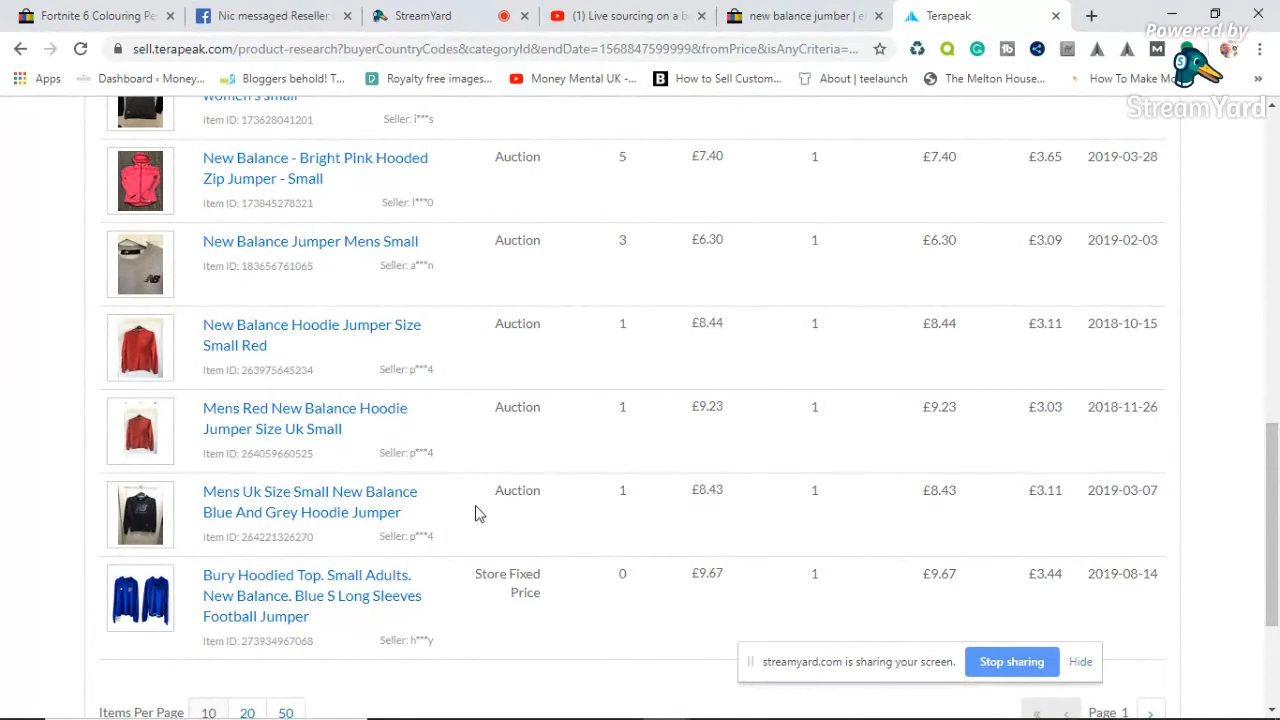 Fortnite 6 Colouring Pe
Nic messaged Reseller
StreamYard
(1) Live sourcing on a b
new balance jumber | e
Terapeak
sell.terapeak.com/product-research?buyerCountryCodes&categoryId&endDate=1568847599999&fromPrice&isAnyCriteria=...
Powered by
StreamYard
Apps
Dashboard ‹ Money...
Bloggers behold! T...
Royalty free images...
Money Mental UK -...
How to Sell Custom...
About | teelaunch
The Melton House...
How To Make Mo
»
women's small
Item ID: 173628041201 Seller: i***s
New Balance - Bright Pink Hooded Auction 5 £7.40 1 £7.40 £3.65 2019-03-28
Zip Jumper - Small
Item ID: 173845278321 Seller: l***0
New Balance Jumper Mens Small Auction 3 £6.30 1 £6.30 £3.09 2019-02-03
Item ID: 183656761065 Seller: a***n
New Balance Hoodie Jumper Size Auction 1 £8.44 1 £8.44 £3.11 2018-10-15
Small Red
Item ID: 263975645234 Seller: p***4
Mens Red New Balance Hoodie Auction 1 £9.23 1 £9.23 £3.03 2018-11-26
Jumper Size Uk Small
Item ID: 264059660525 Seller: p***4
Mens Uk Size Small New Balance Auction 1 £8.43 1 £8.43 £3.11 2019-03-07
Blue And Grey Hoodie Jumper
Item ID: 264221326270 Seller: p***4
Bury Hoodied Top. Small Adults. Store Fixed 0 £9.67 1 £9.67 £3.44 2019-08-14
New Balance. Blue S Long Sleeves Price
Football Jumper
Item ID: 273934967068 Seller: h***y
streamyard.com is sharing your screen. Stop sharing Hide
Items Per Page 10 20 50 « ‹ Page 1 ›